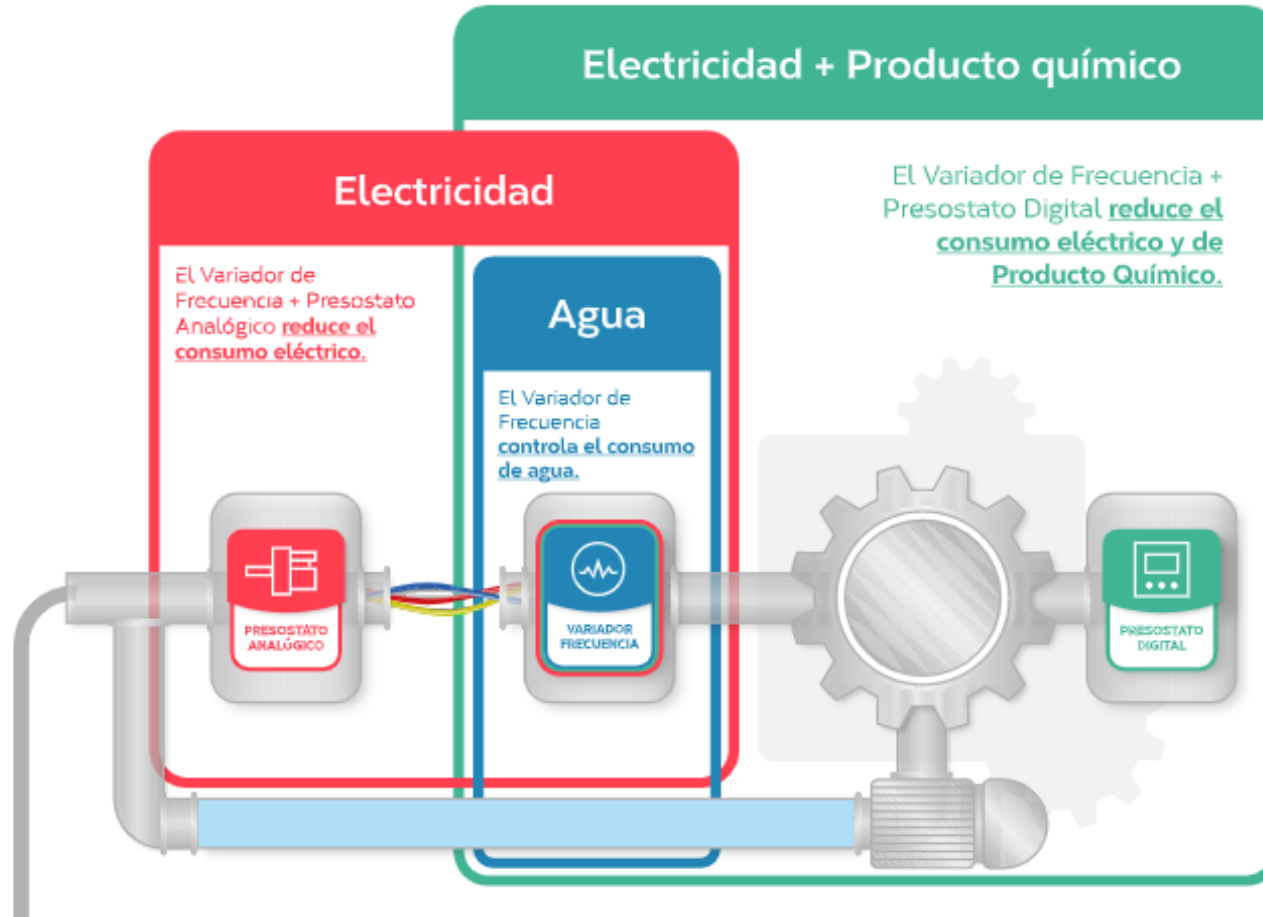 Electricidad + Producto químico
El Variador de Frecuencia +
Presostato Digital reduce el
consumo eléctrico y de
Producto Químico.
Electricidad
El Variador de
Frecuencia + Presostato
Analógico reduce el
consumo eléctrico.
Agua
El Variador de
Frecuencia
controla el consumo
de agua.
PRESOSTATO
ANALÓGICO
VARIADOR
FRECUENCIA
PRESOSTATO
DIGITAL